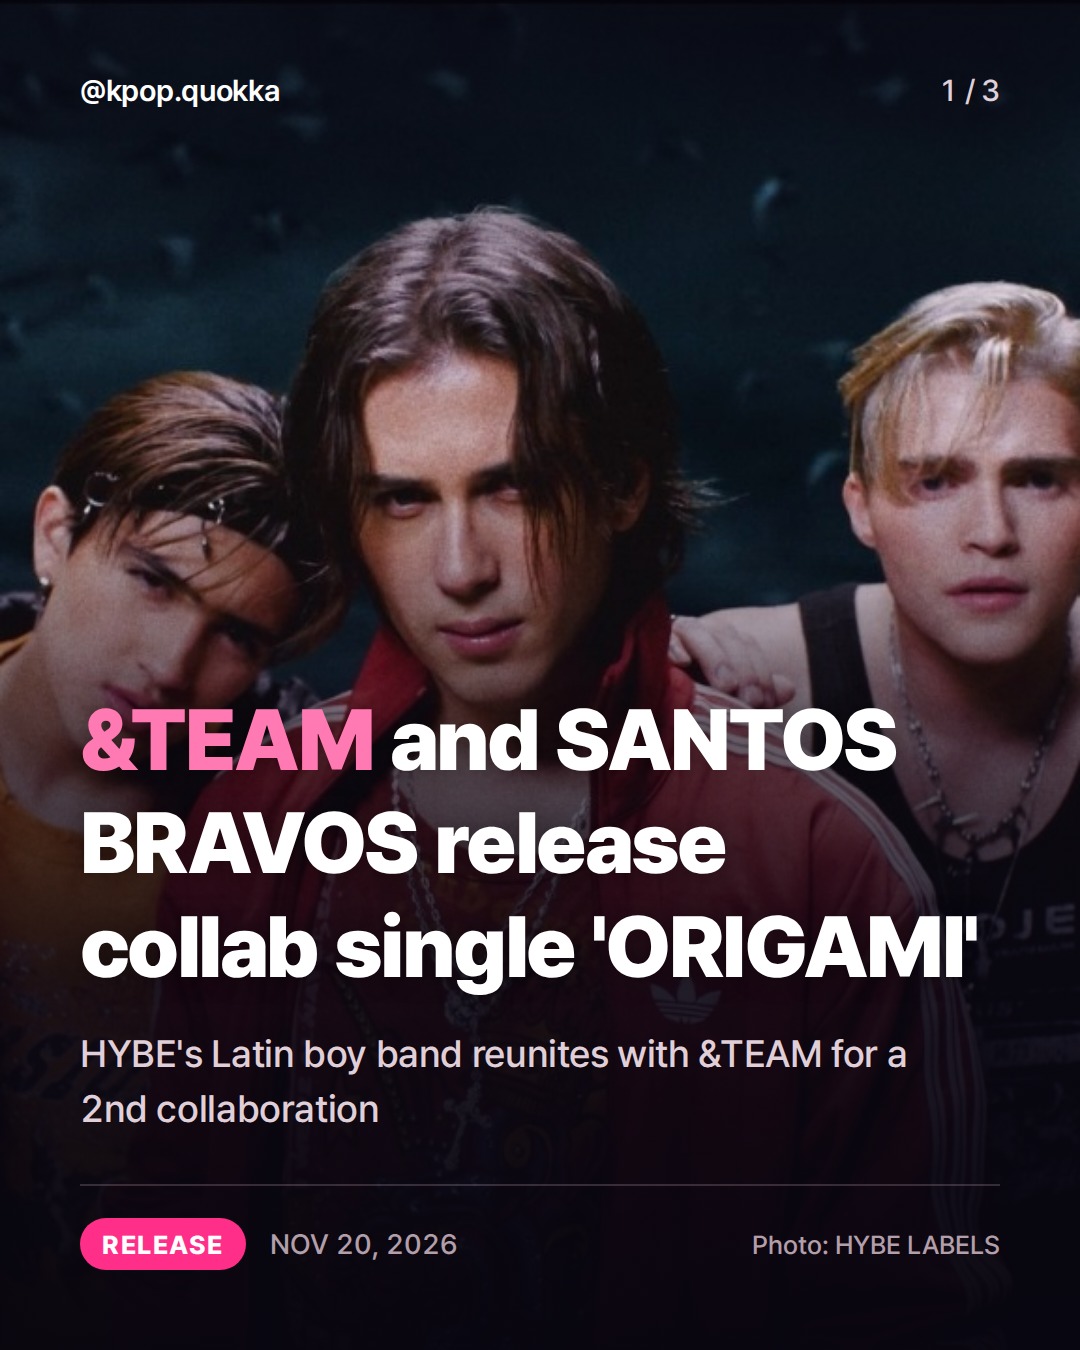 @kpop.quokka
1 / 3
&TEAM and SANTOS
BRAVOS release
collab single 'ORIGAMI'
HYBE's Latin boy band reunites with &TEAM for a
2nd collaboration
RELEASE
NOV 20, 2026
Photo: HYBE LABELS